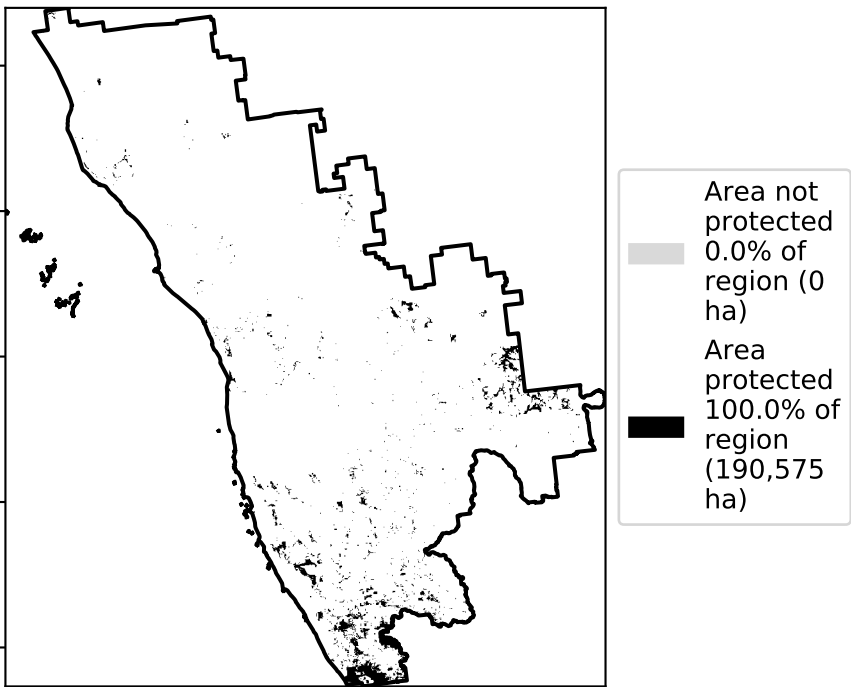 Area not
protected
0.0% of
region (0
ha)
Area
protected
100.0% of
region
(190,575
ha)